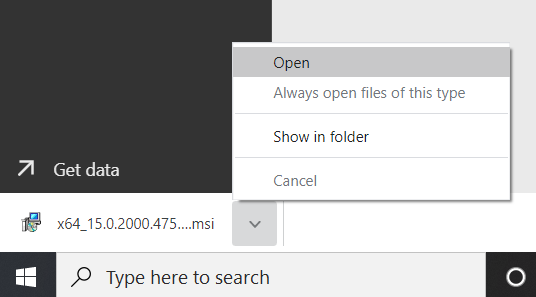 Open
Always open files of this type
Show in folder
Cancel
Get data
x64_15.0.2000.475....msi
Type here to search